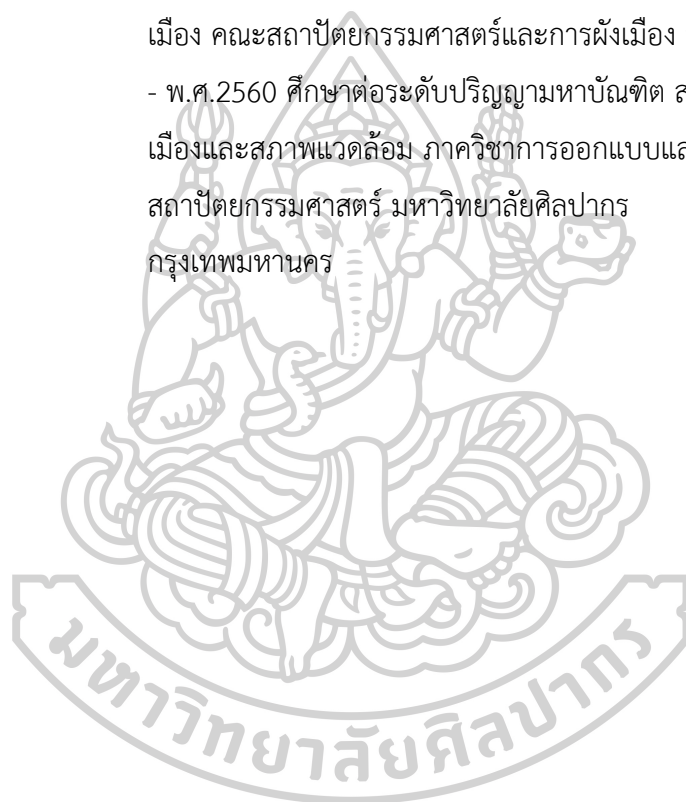 เมือง คณะสถาปัตยกรรมศาสตร์และการผังเมือง
- พ.ศ.2560 ศึกษาต่อระดับปริญญามหาบัณฑิต ส
เมืองและสภาพแวดล้อม ภาควิชาการออกแบบแล
สถาปัตยกรรมศาสตร์ มหาวิทยาลัยศิลปากร
กรุงเทพมหานคร
มหาวิทยาลัยศิลปากร